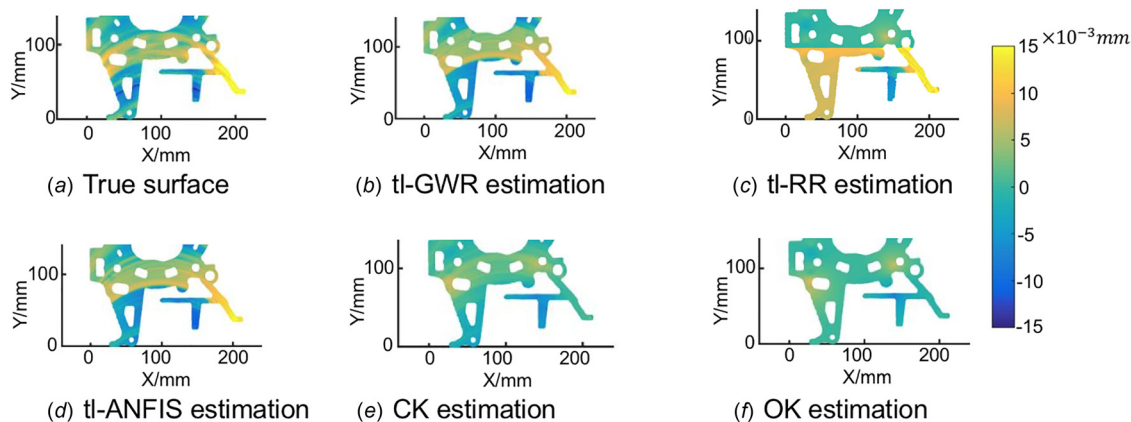 Y/mm
100
0
0
100
200
X/mm
(a) True surface
Y/mm
100
0
0
100
200
X/mm
(b) tl-GWR estimation
Y/mm
100
0
0
100
200
X/mm
(c) tl-RR estimation
Y/mm
100
0
0
100
200
X/mm
(d) tl-ANFIS estimation
Y/mm
100
0
0
100
200
X/mm
(e) CK estimation
Y/mm
100
0
0
100
200
X/mm
(f) OK estimation
15 ×10⁻³mm
10
5
0
-5
-10
-15